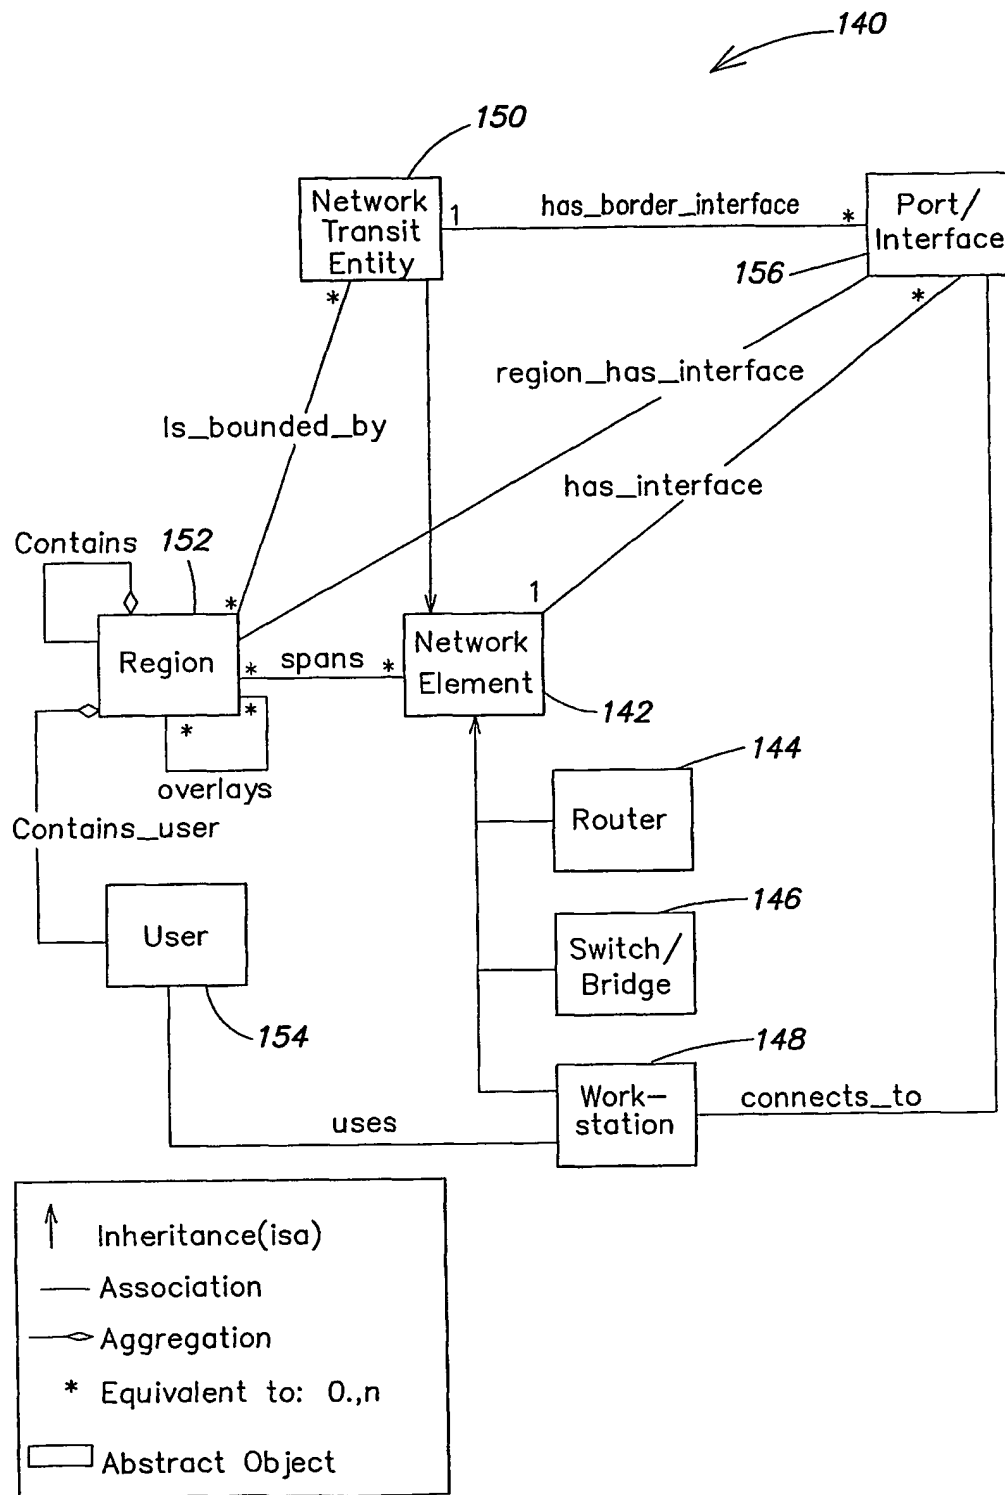 140
150
Network
Transit
Entity
1
has_border_interface
*
Port/
Interface
156
*
*
region_has_interface
Is_bounded_by
has_interface
Contains
152
*
1
Region
*
spans
*
Network
Element
142
*
*
overlays
144
Router
Contains_user
146
User
Switch/
Bridge
154
148
Work-
station
connects_to
uses
Inheritance(isa)
Association
Aggregation
* Equivalent to: 0.,n
Abstract Object